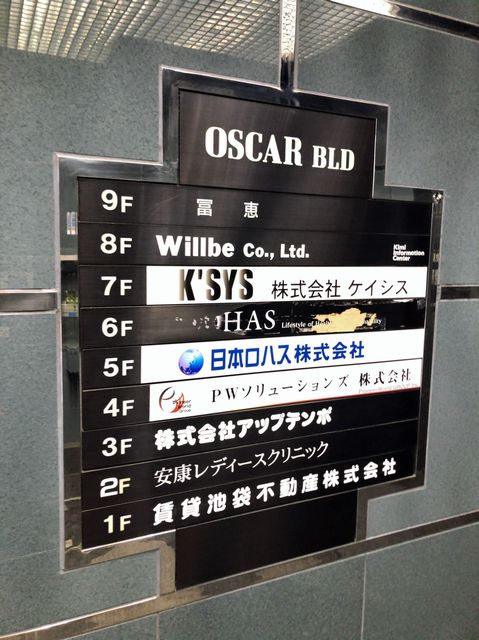 OSCAR BLD
9F 冨 恵
8F Willbe Co., Ltd. Kimi Information Center
7F K'SYS 株式会社 ケイシス
6F HAS Lifestyle of
5F 日本ロハス株式会社
4F PWソリューションズ 株式会社
3F 株式会社アップテンポ
2F 安康レディースクリニック
1F 賃貸池袋不動産株式会社